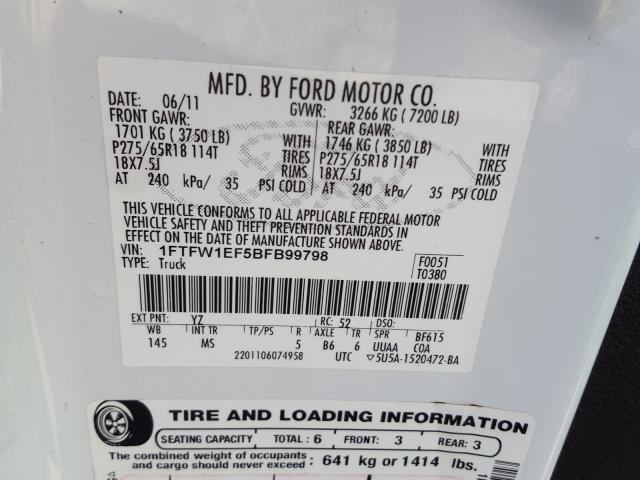 MFD. BY FORD MOTOR CO.
DATE: 06/11 GVWR: 3266 KG ( 7200 LB)
FRONT GAWR: REAR GAWR:
1701 KG ( 3750 LB) WITH 1746 KG ( 3850 LB) WITH
P275/65R18 114T TIRES P275/65R18 114T TIRES
18X7.5J RIMS 18X7.5J RIMS
AT 240 kPa/ 35 PSI COLD AT 240 kPa/ 35 PSI COLD
THIS VEHICLE CONFORMS TO ALL APPLICABLE FEDERAL MOTOR
VEHICLE SAFETY AND THEFT PREVENTION STANDARDS IN
EFFECT ON THE DATE OF MANUFACTURE SHOWN ABOVE.
VIN: 1FTFW1EF5BFB99798 F0051
TYPE: Truck T0380
EXT PNT: YZ RC: 52 DSO:
WB INT TR TP/PS R AXLE TR SPR BF615
145 MS 5 B6 6 UUAA COA
2201106074958 UTC 5U5A-1520472-BA
TIRE AND LOADING INFORMATION
SEATING CAPACITY TOTAL: 6 FRONT: 3 REAR: 3
The combined weight of occupants
and cargo should never exceed: 641 kg or 1414 lbs.